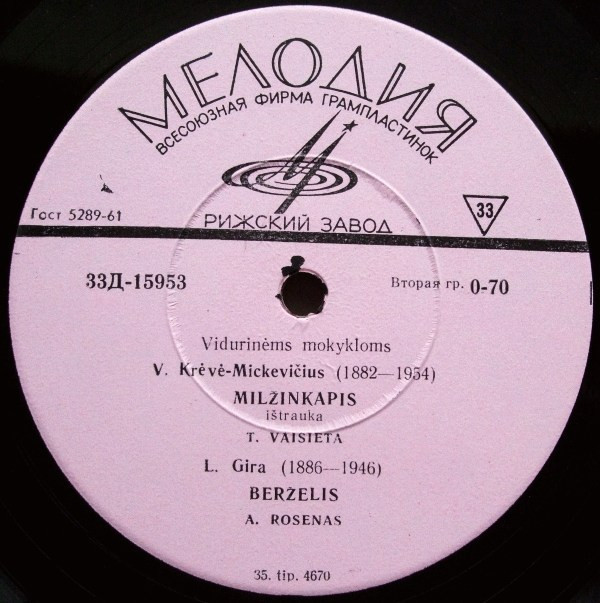 МЕЛОДИЯ
ВСЕСОЮЗНАЯ ФИРМА ГРАМПЛАСТИНОК
Гост 5289-61
РИЖСКИЙ ЗАВОД
33
33Д-15953
Вторая гр. 0-70
Vidurinėms mokykloms
V. Krėvė-Mickevičius (1882—1954)
MILŽINKAPIS
ištrauka
T. VAISIETA
L. Gira (1886—1946)
BERŽELIS
A. ROSENAS
35. tip. 4670